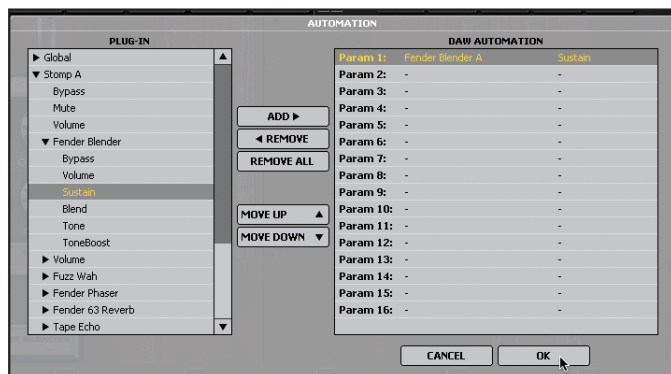 AUTOMATION
PLUG-IN
▶ Global
▼ Stomp A
Bypass
Mute
Volume
▼ Fender Blender
Bypass
Volume
Sustain
Blend
Tone
ToneBoost
▶ Volume
▶ Fuzz Wah
▶ Fender Phaser
▶ Fender 63 Reverb
▶ Tape Echo
ADD ▶
◀ REMOVE
REMOVE ALL
MOVE UP ▲
MOVE DOWN ▼
DAW AUTOMATION
Param 1: Fender Blender A Sustain
Param 2: - -
Param 3: - -
Param 4: - -
Param 5: - -
Param 6: - -
Param 7: - -
Param 8: - -
Param 9: - -
Param 10: - -
Param 11: - -
Param 12: - -
Param 13: - -
Param 14: - -
Param 15: - -
Param 16: - -
CANCEL
OK